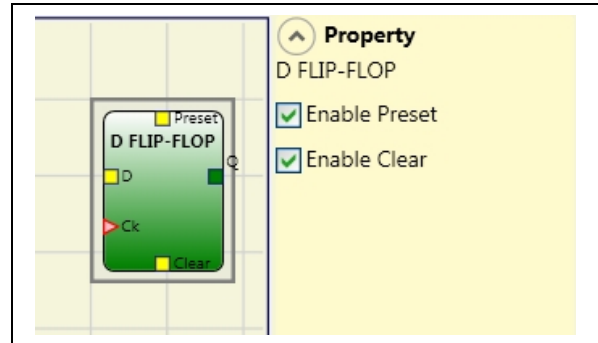 Preset
D FLIP-FLOP
Q
D
Ck
Clear
Property
D FLIP-FLOP
Enable Preset
Enable Clear